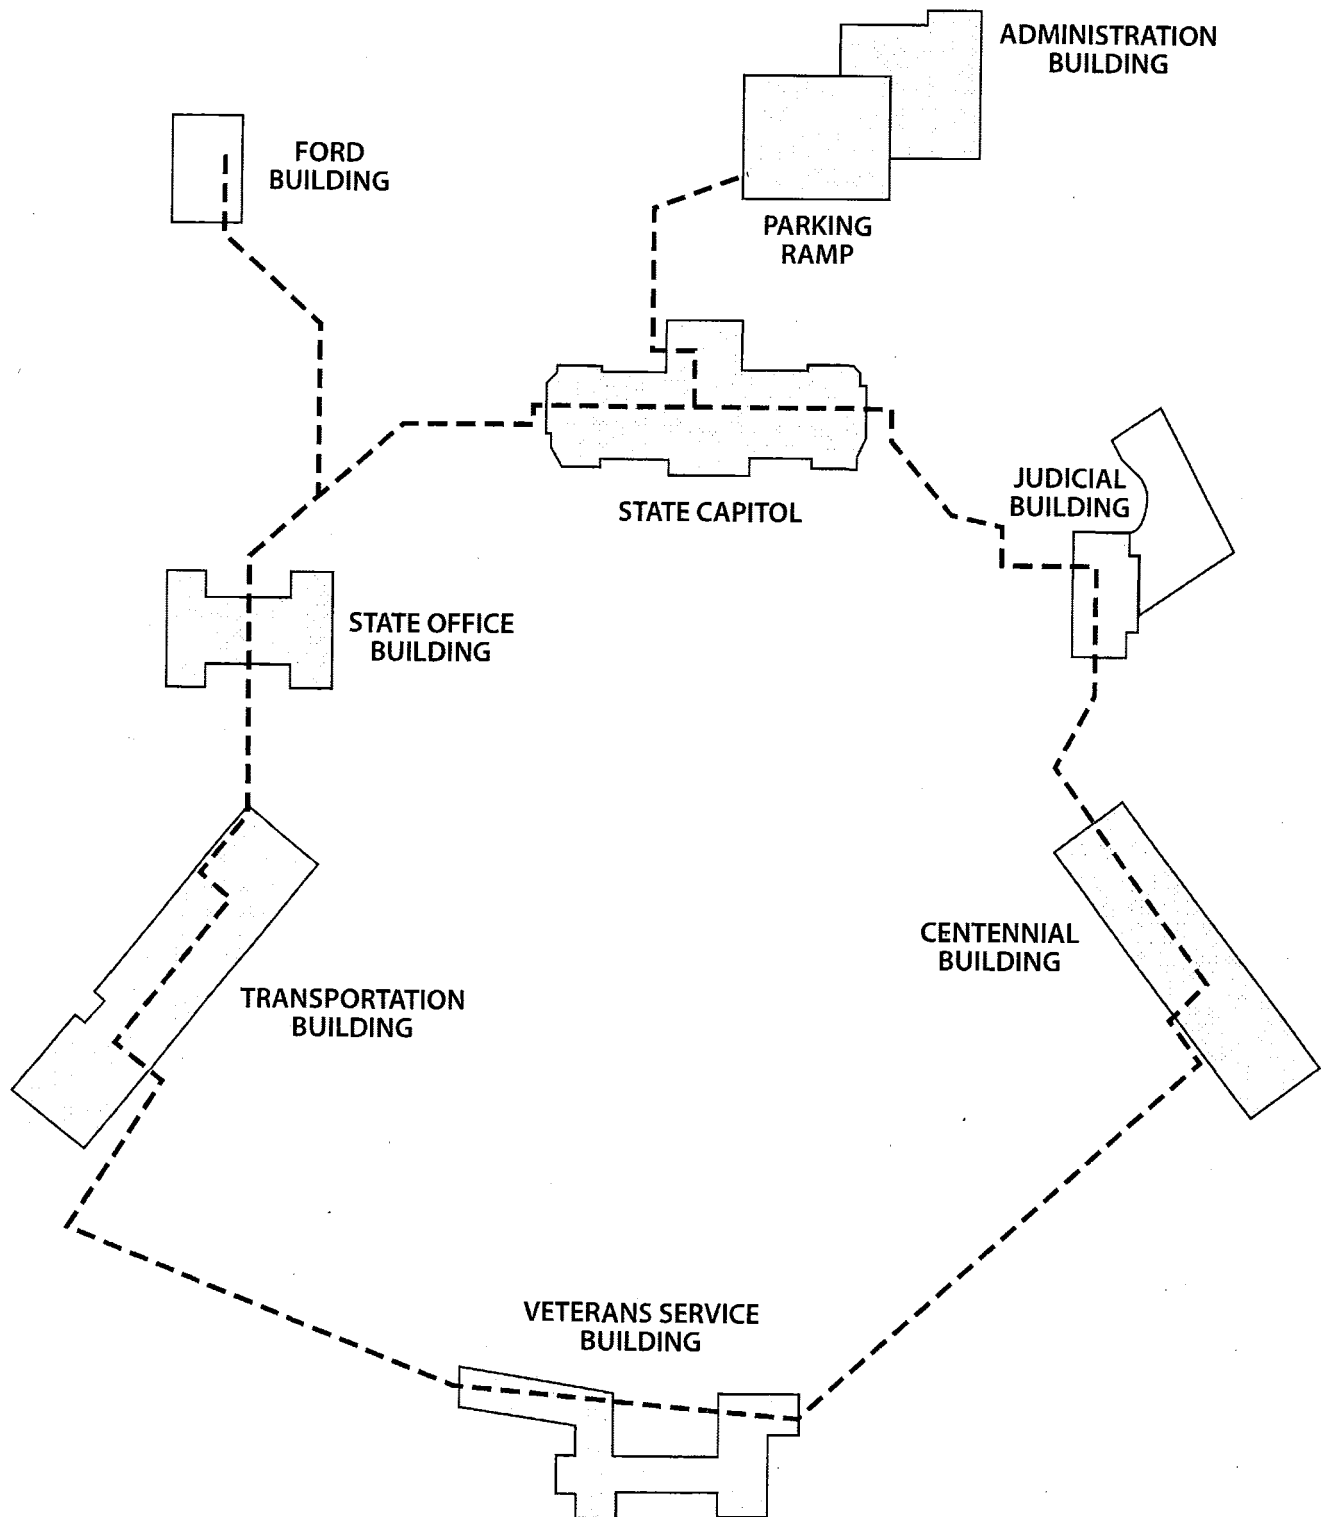 ADMINISTRATION
BUILDING
FORD
BUILDING
PARKING
RAMP
STATE CAPITOL
JUDICIAL
BUILDING
STATE OFFICE
BUILDING
CENTENNIAL
BUILDING
TRANSPORTATION
BUILDING
VETERANS SERVICE
BUILDING